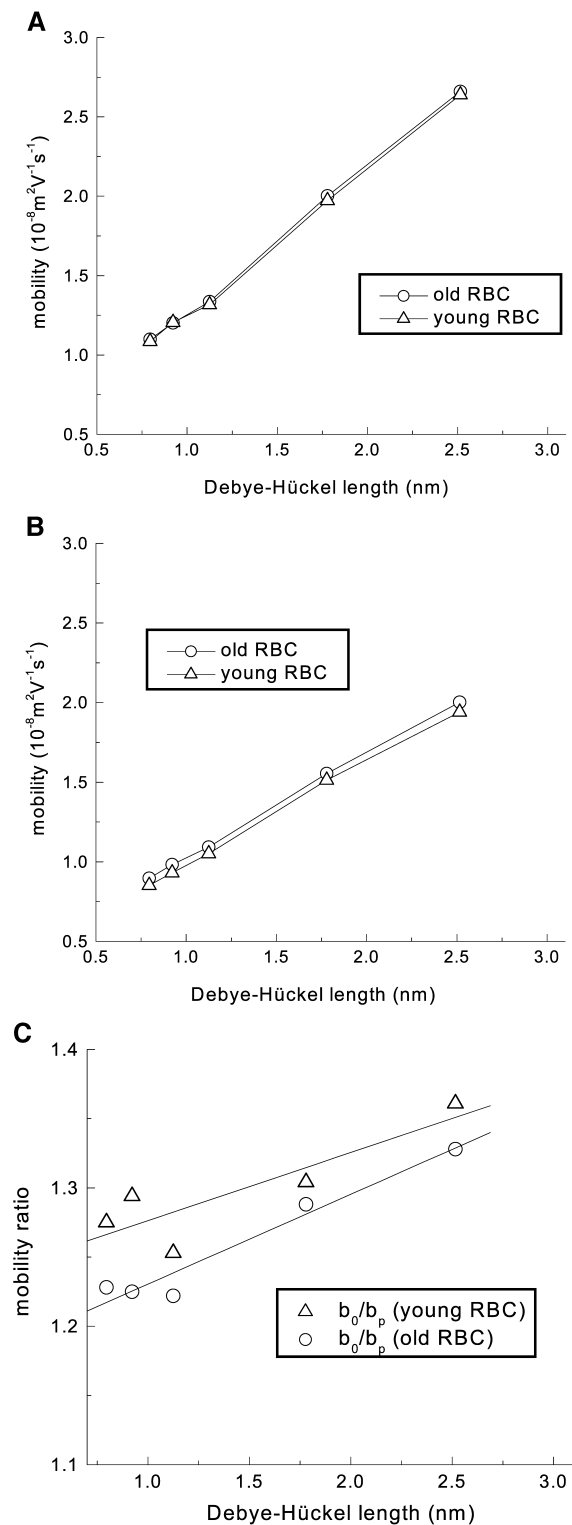 A
3.0
2.5
2.0
1.5
1.0
0.5
mobility (10⁻⁸m²V⁻¹s⁻¹)
old RBC
young RBC
0.5 1.0 1.5 2.0 2.5 3.0
Debye-Hückel length (nm)
B
3.0
2.5
2.0
1.5
1.0
0.5
mobility (10⁻⁸m²V⁻¹s⁻¹)
old RBC
young RBC
0.5 1.0 1.5 2.0 2.5 3.0
Debye-Hückel length (nm)
C
1.4
1.3
1.2
1.1
mobility ratio
b₀/bₚ (young RBC)
b₀/bₚ (old RBC)
1.0 1.5 2.0 2.5 3.0
Debye-Hückel length (nm)